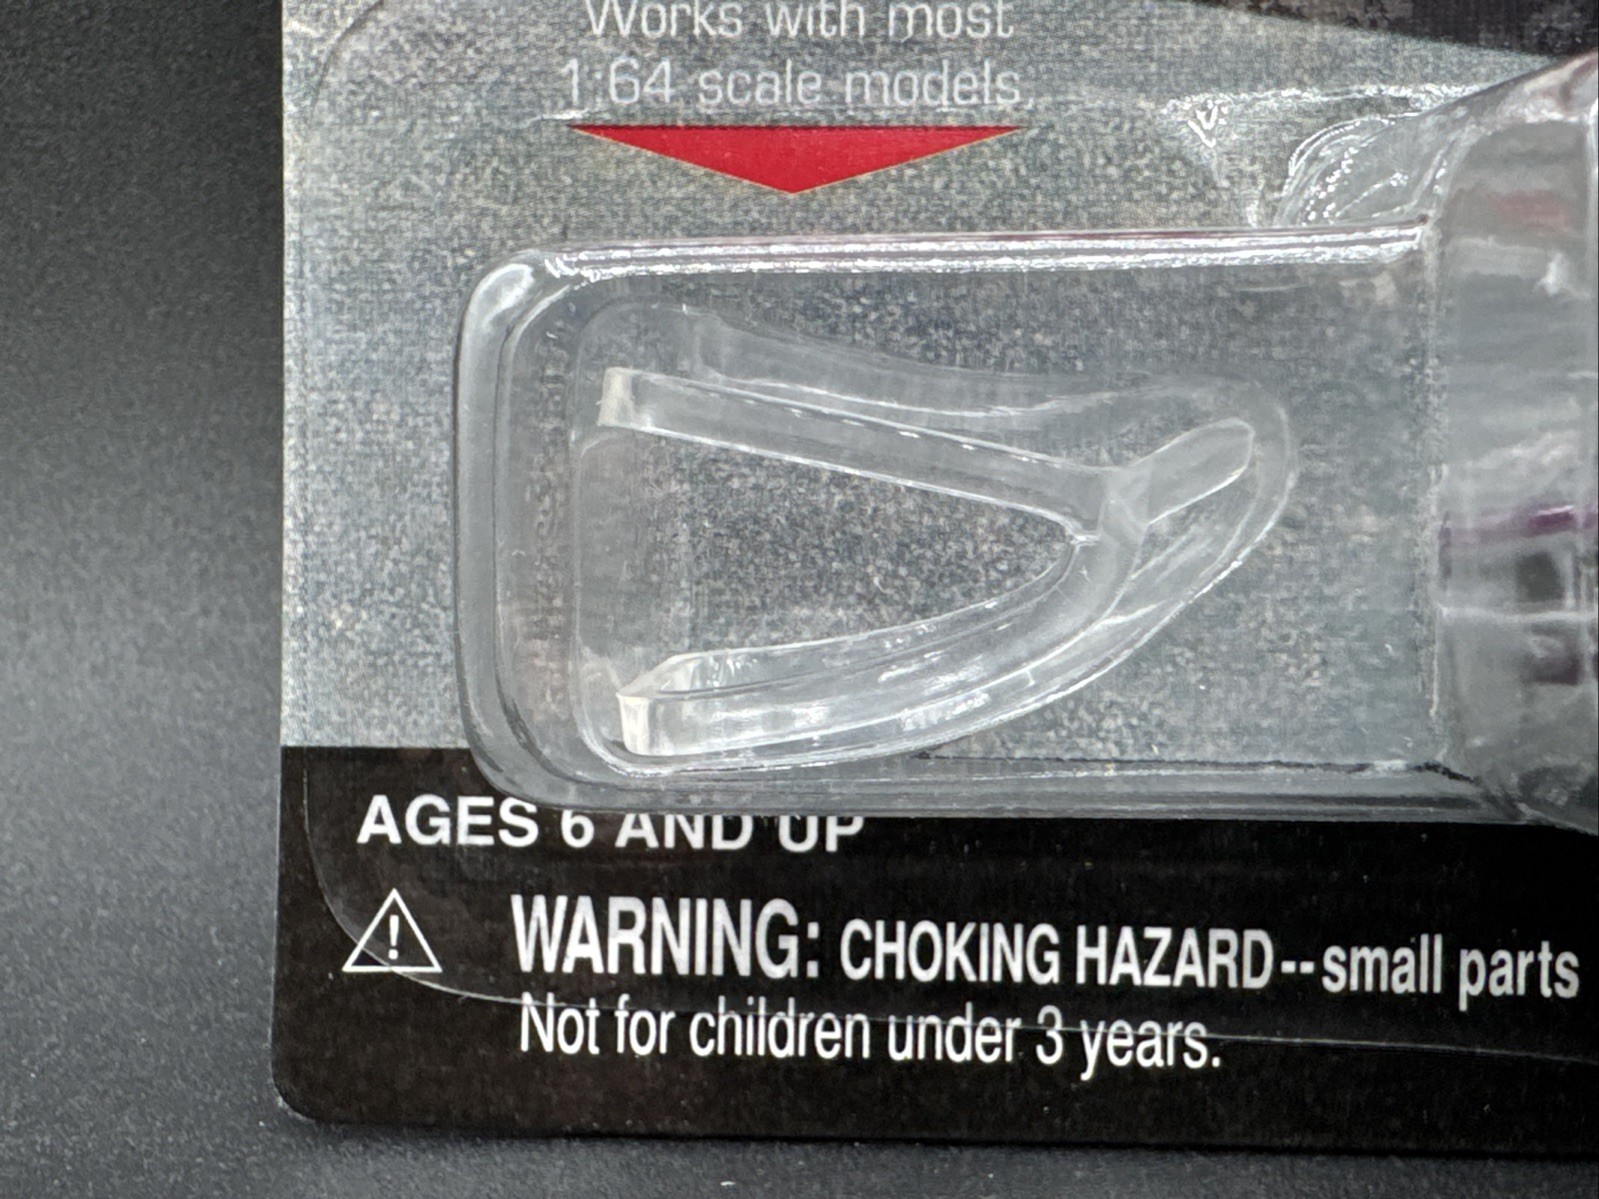 Works with most
1:64 scale models
AGES 6 AND UP
WARNING: CHOKING HAZARD--small parts
Not for children under 3 years.